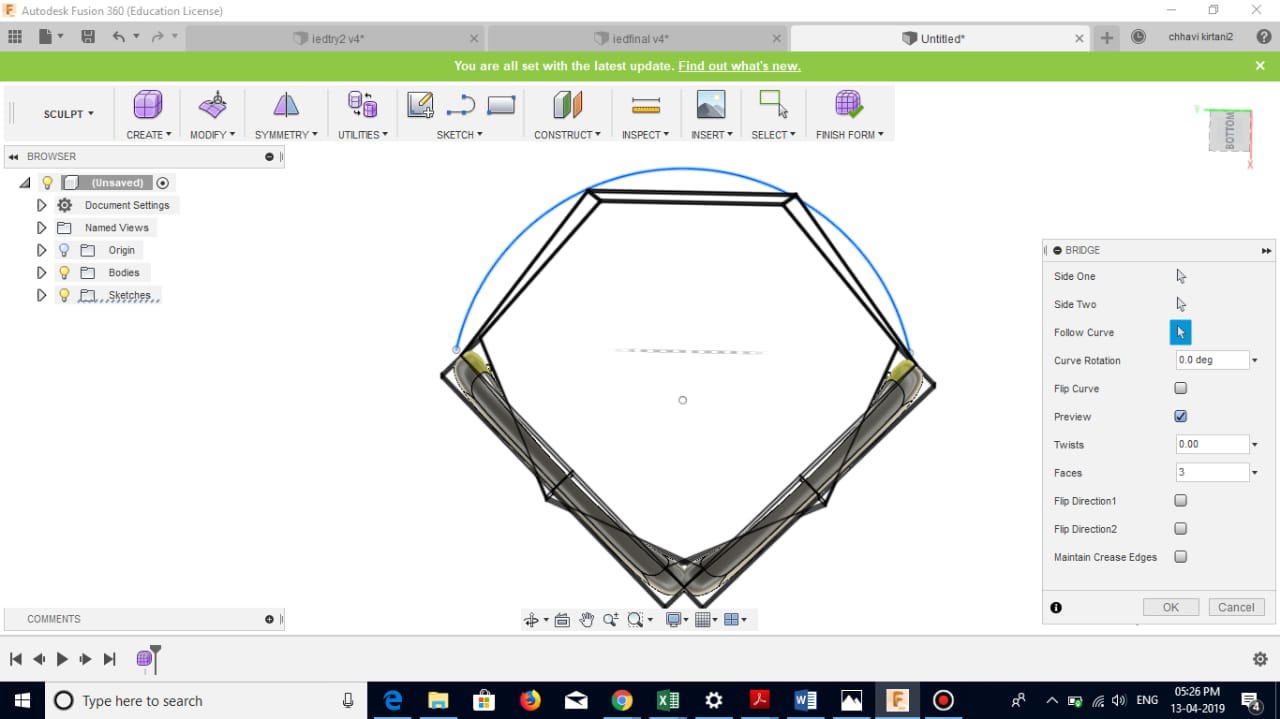 Autodesk Fusion 360 (Education License)
iedtry2 v4*
iedfinal v4*
Untitled*
chhavi kirtani2
You are all set with the latest update. Find out what's new.
SCULPT
CREATE
MODIFY
SYMMETRY
UTILITIES
SKETCH
CONSTRUCT
INSPECT
INSERT
SELECT
FINISH FORM
BROWSER
(Unsaved)
Document Settings
Named Views
Origin
Bodies
Sketches
Y
BOTTOM
X
BRIDGE
Side One
Side Two
Follow Curve
Curve Rotation 0.0 deg
Flip Curve
Preview
Twists 0.00
Faces 3
Flip Direction1
Flip Direction2
Maintain Crease Edges
OK Cancel
COMMENTS
Type here to search
ENG
05:26 PM
13-04-2019
4